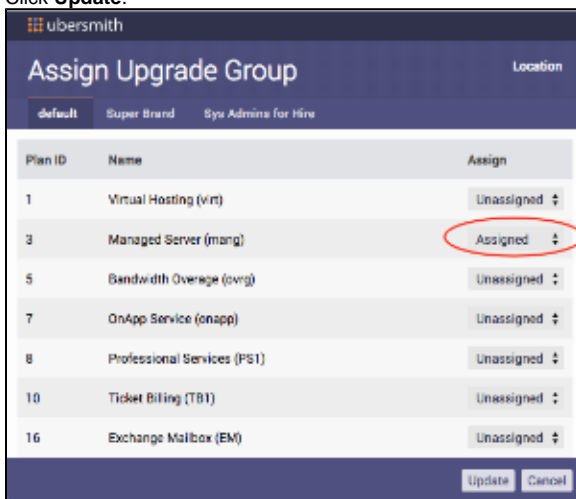 Click Update.
ubersmith
Assign Upgrade Group
Location
default Super Brand Sys Admins for Hire
Plan ID Name Assign
1 Virtual Hosting (virt) Unassigned
3 Managed Server (mang) Assigned
5 Bandwidth Overage (ovrg) Unassigned
7 OnApp Service (onapp) Unassigned
8 Professional Services (PS1) Unassigned
10 Ticket Billing (TB1) Unassigned
16 Exchange Mailbox (EM) Unassigned
Update Cancel